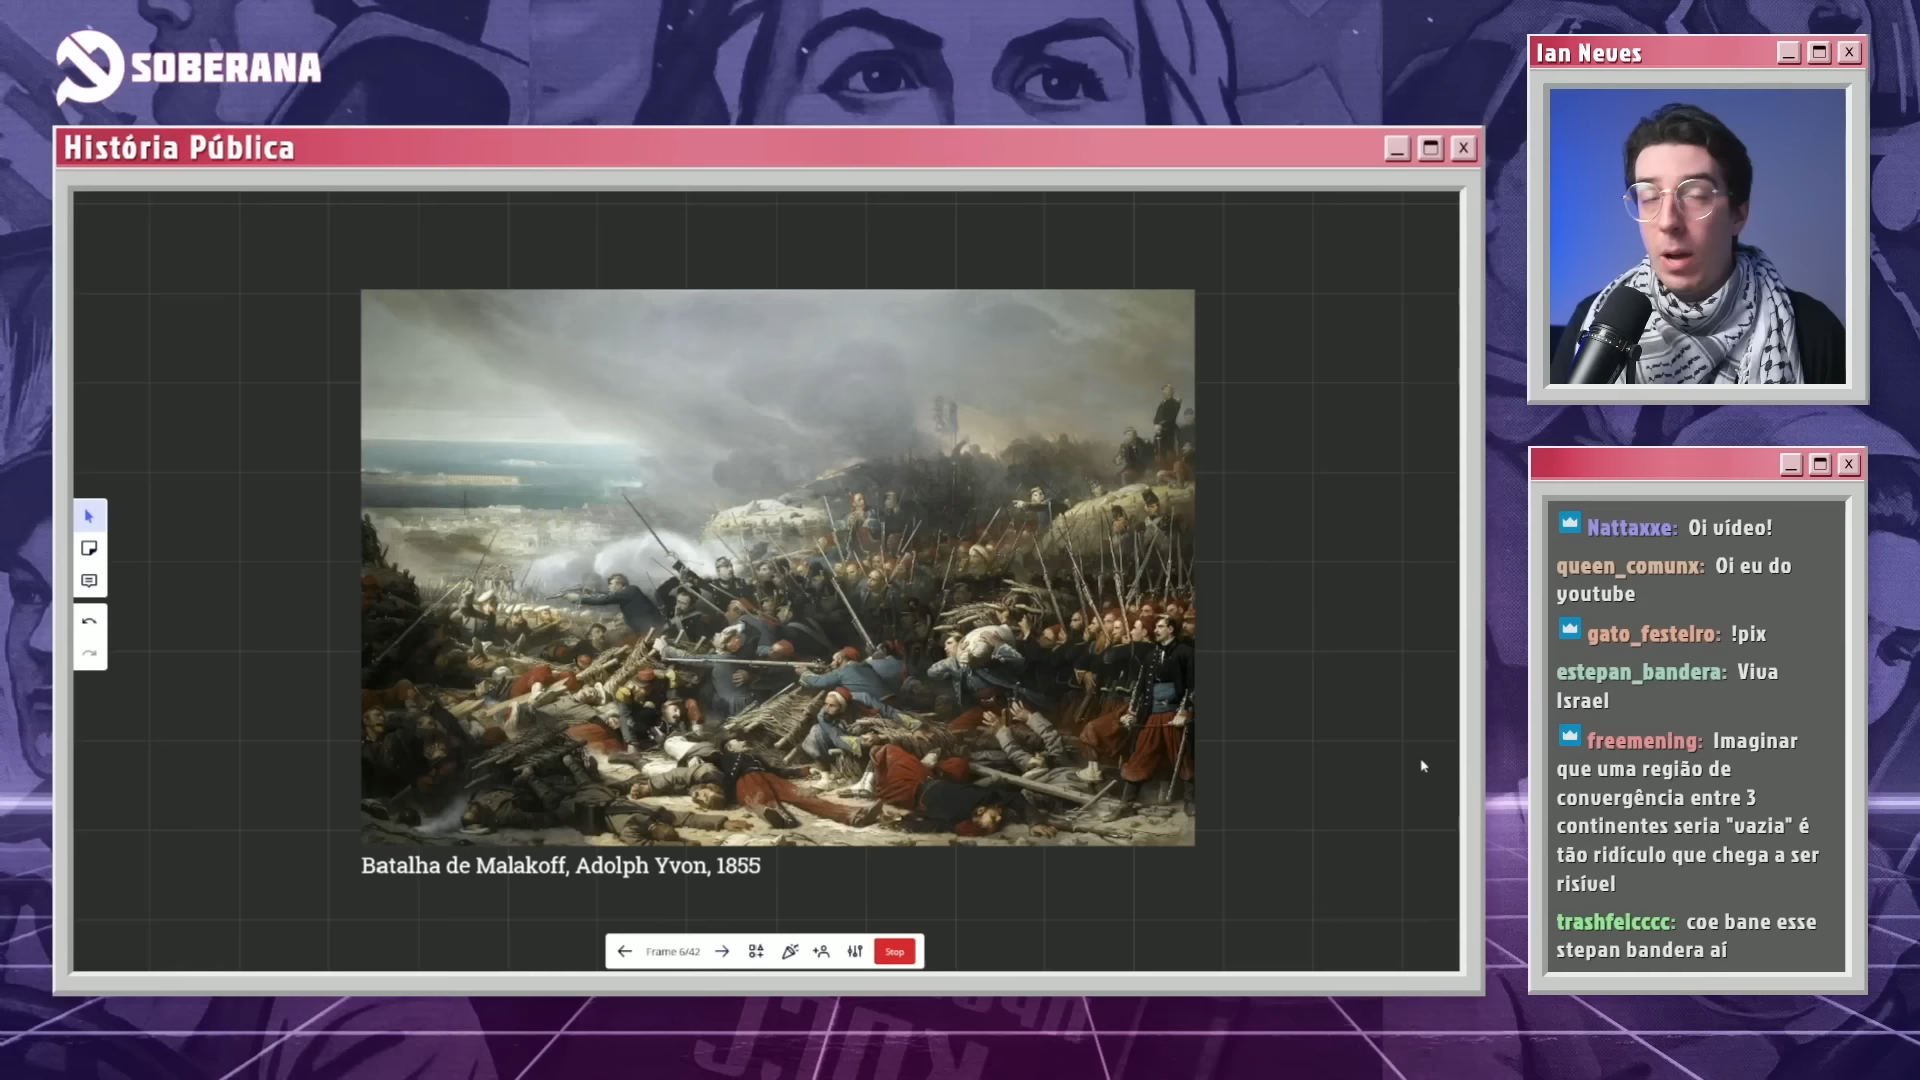 SOBERANA
História Pública
Batalha de Malakoff, Adolph Yvon, 1855
Frame 6/42
Stop
Ian Neves
Nattaxxe: Oi vídeo!
queen_comunx: Oi eu do
youtube
gato_festeiro: !pix
estepan_bandera: Viva
Israel
freemening: Imaginar
que uma região de
convergência entre 3
continentes seria "vazia" é
tão ridículo que chega a ser
risível
trashfelcccc: coe bane esse
stepan bandera aí